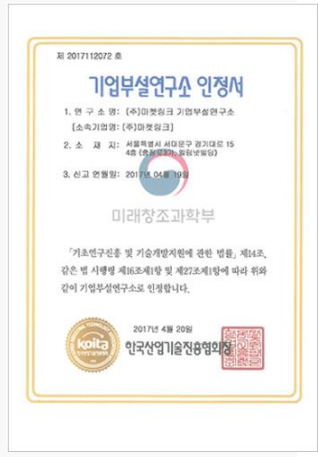 제 2017112072 호
기업부설연구소 인정서
1. 연 구 소 명: (주)마켓링크 기업부설연구소
[소속기업명: (주)마켓링크]
2. 소 재 지: 서울특별시 서대문구 경기대로 15
4층 (충정로3가, 빌딩)
3. 신고 연월일: 2017년 04월 19일
미래창조과학부
「기초연구진흥 및 기술개발지원에 관한 법률」 제14조,
같은 법 시행령 제16조제1항 및 제27조제1항에 따라 위와
같이 기업부설연구소로 인정합니다.
2017년 4월 20일
koita
한국산업기술진흥협회장